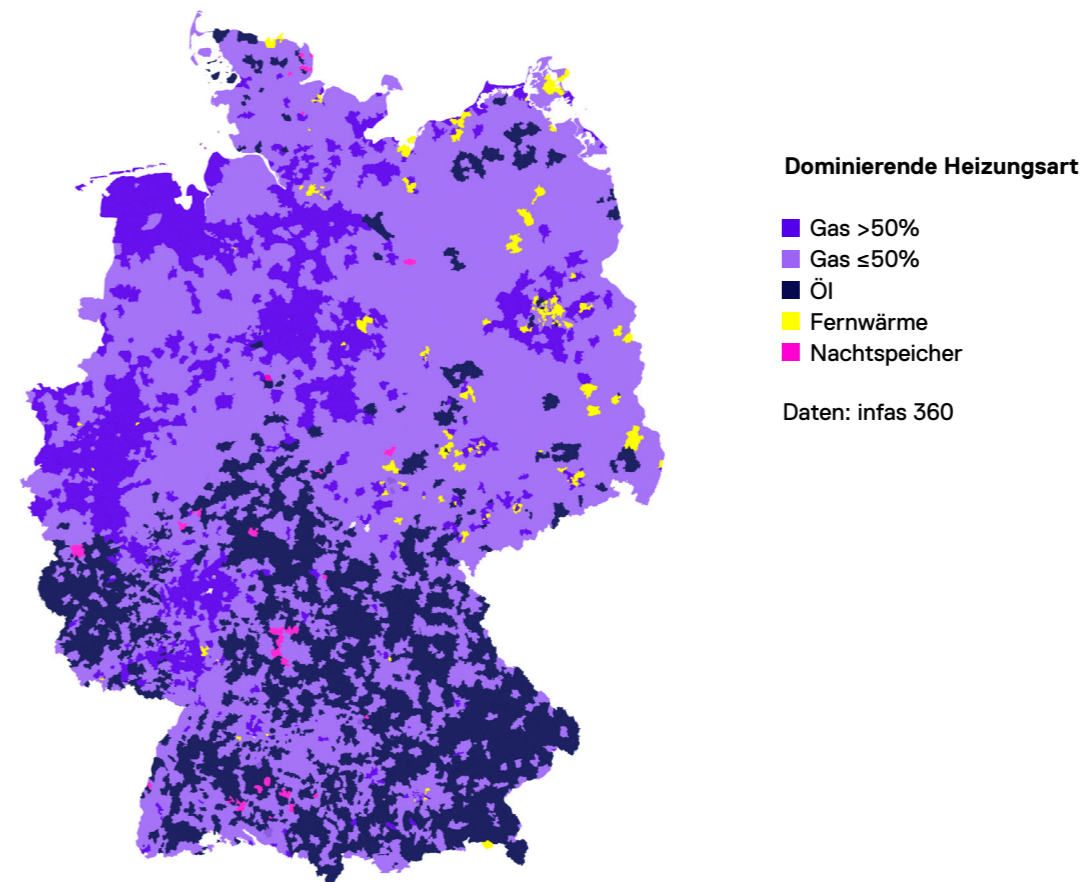 Dominierende Heizungsart
Gas >50%
Gas ≤50%
Öl
Fernwärme
Nachtspeicher
Daten: infas 360